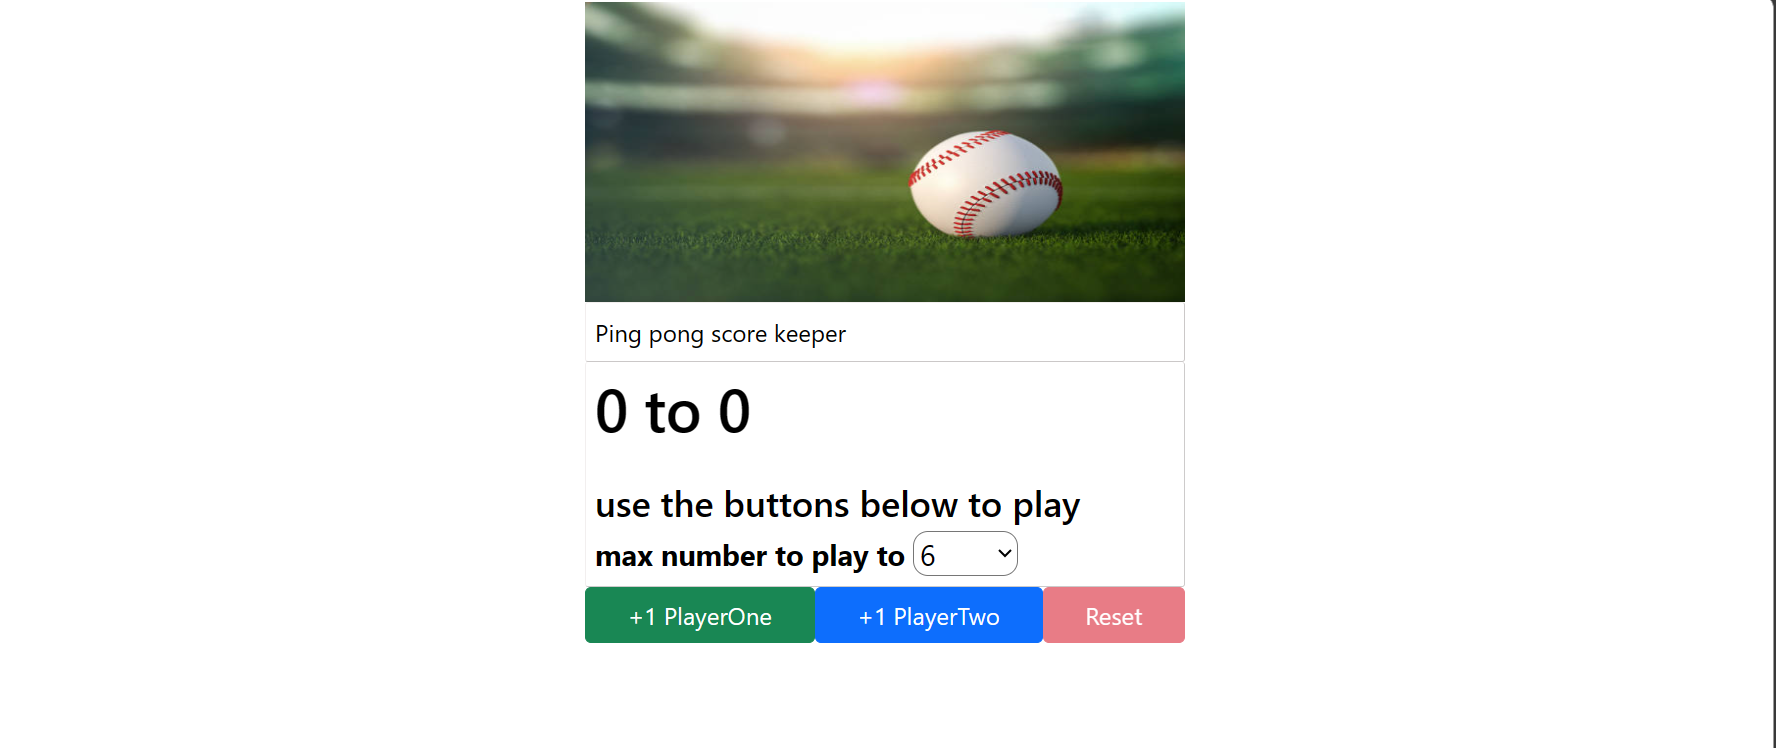 Ping pong score keeper
0 to 0
use the buttons below to play
max number to play to 6
+1 PlayerOne +1 PlayerTwo Reset